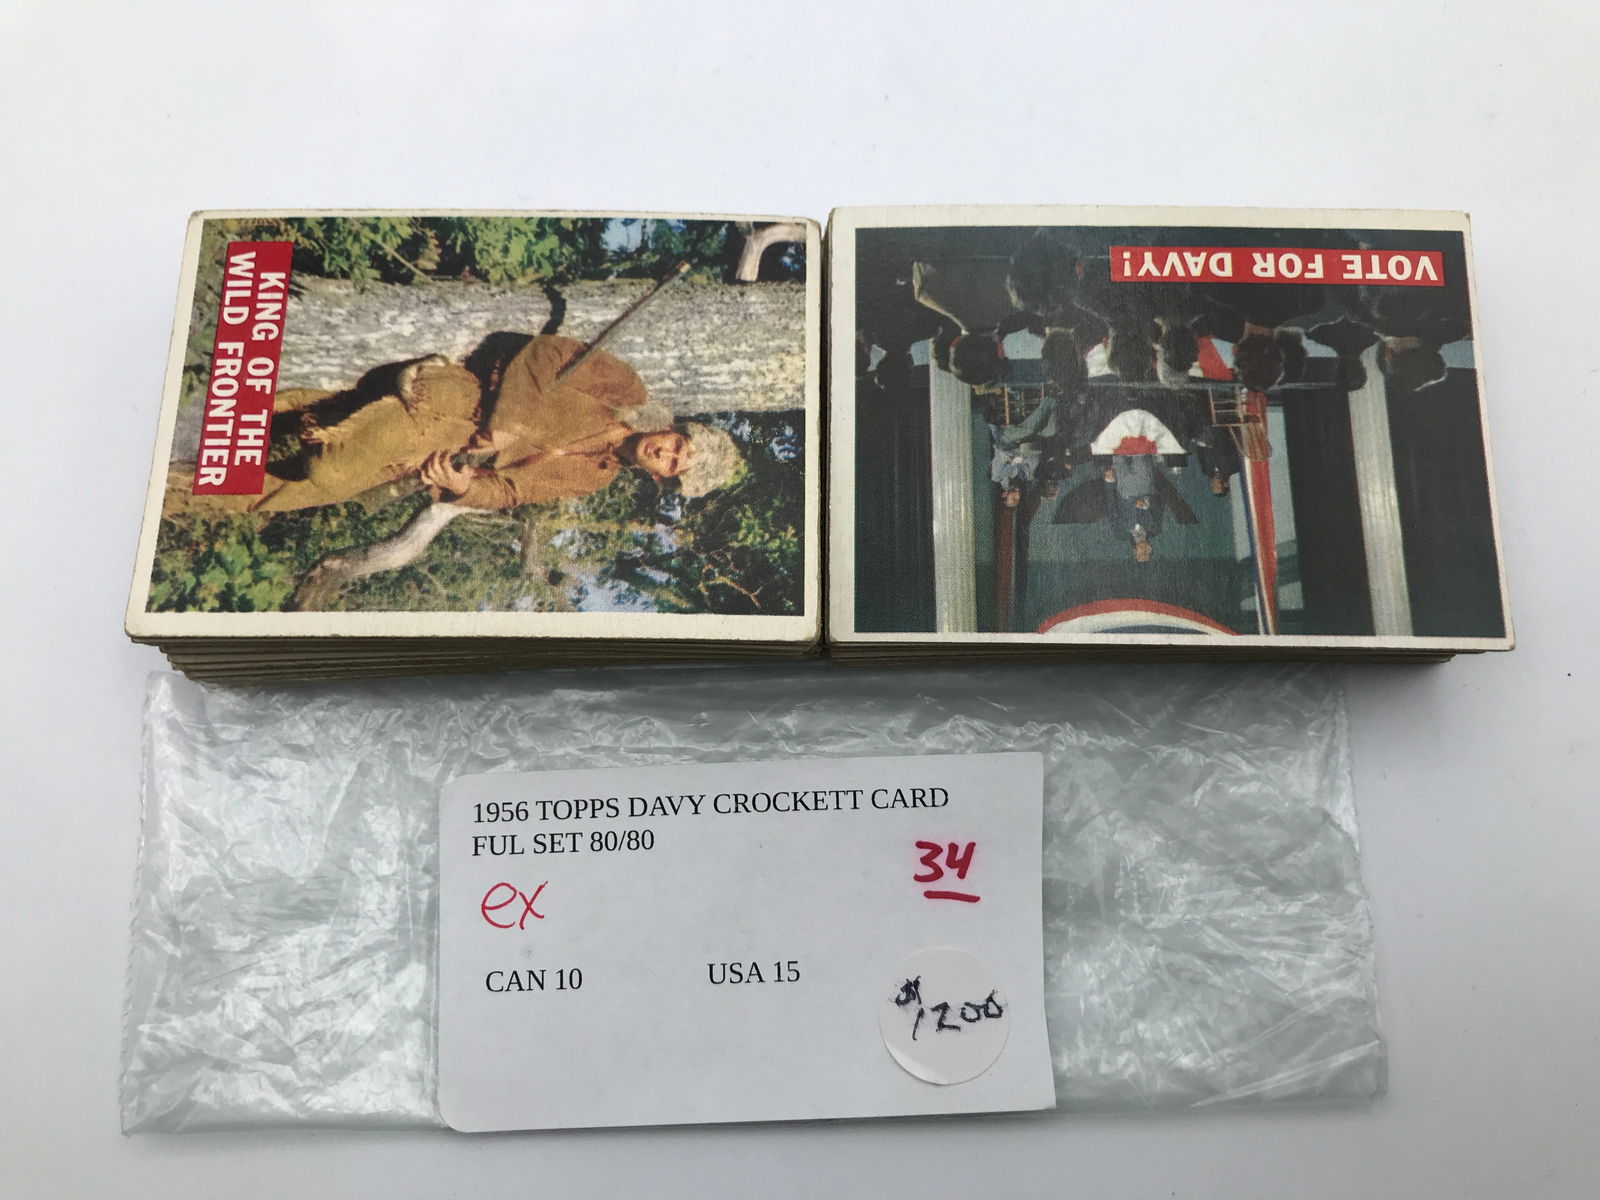 KING OF THE
WILD FRONTIER
VOTE FOR DAVY!
1956 TOPPS DAVY CROCKETT CARD
FUL SET 80/80
34
ex
CAN 10
USA 15
$1200